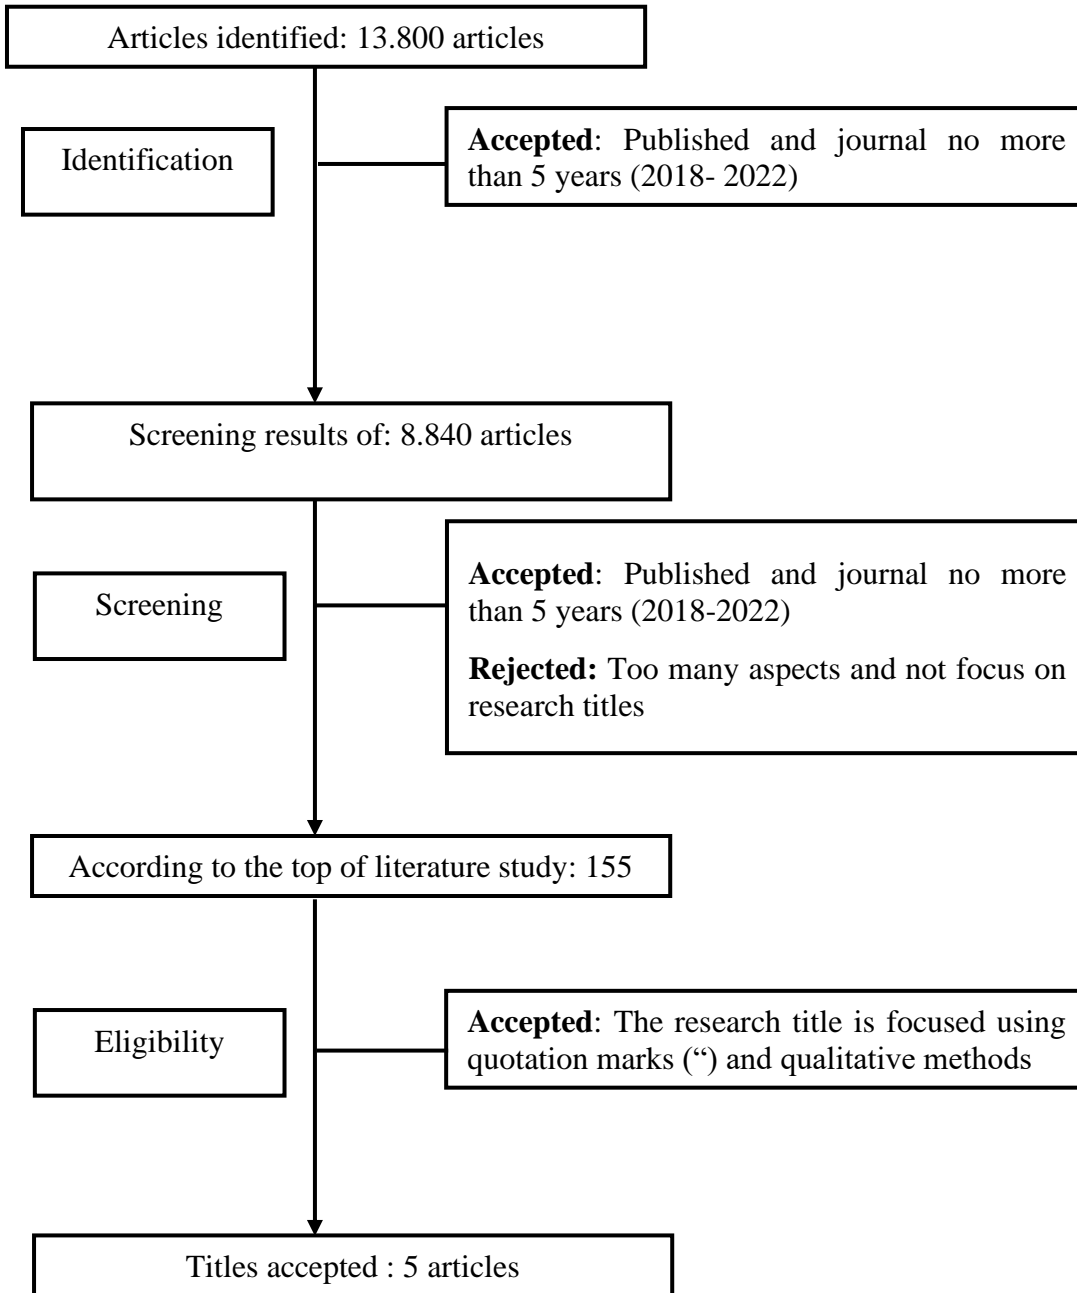 Articles identified: 13.800 articles
Identification
Accepted: Published and journal no more
than 5 years (2018- 2022)
Screening results of: 8.840 articles
Screening
Accepted: Published and journal no more
than 5 years (2018-2022)
Rejected: Too many aspects and not focus on
research titles
According to the top of literature study: 155
Eligibility
Accepted: The research title is focused using
quotation marks (“) and qualitative methods
Titles accepted : 5 articles